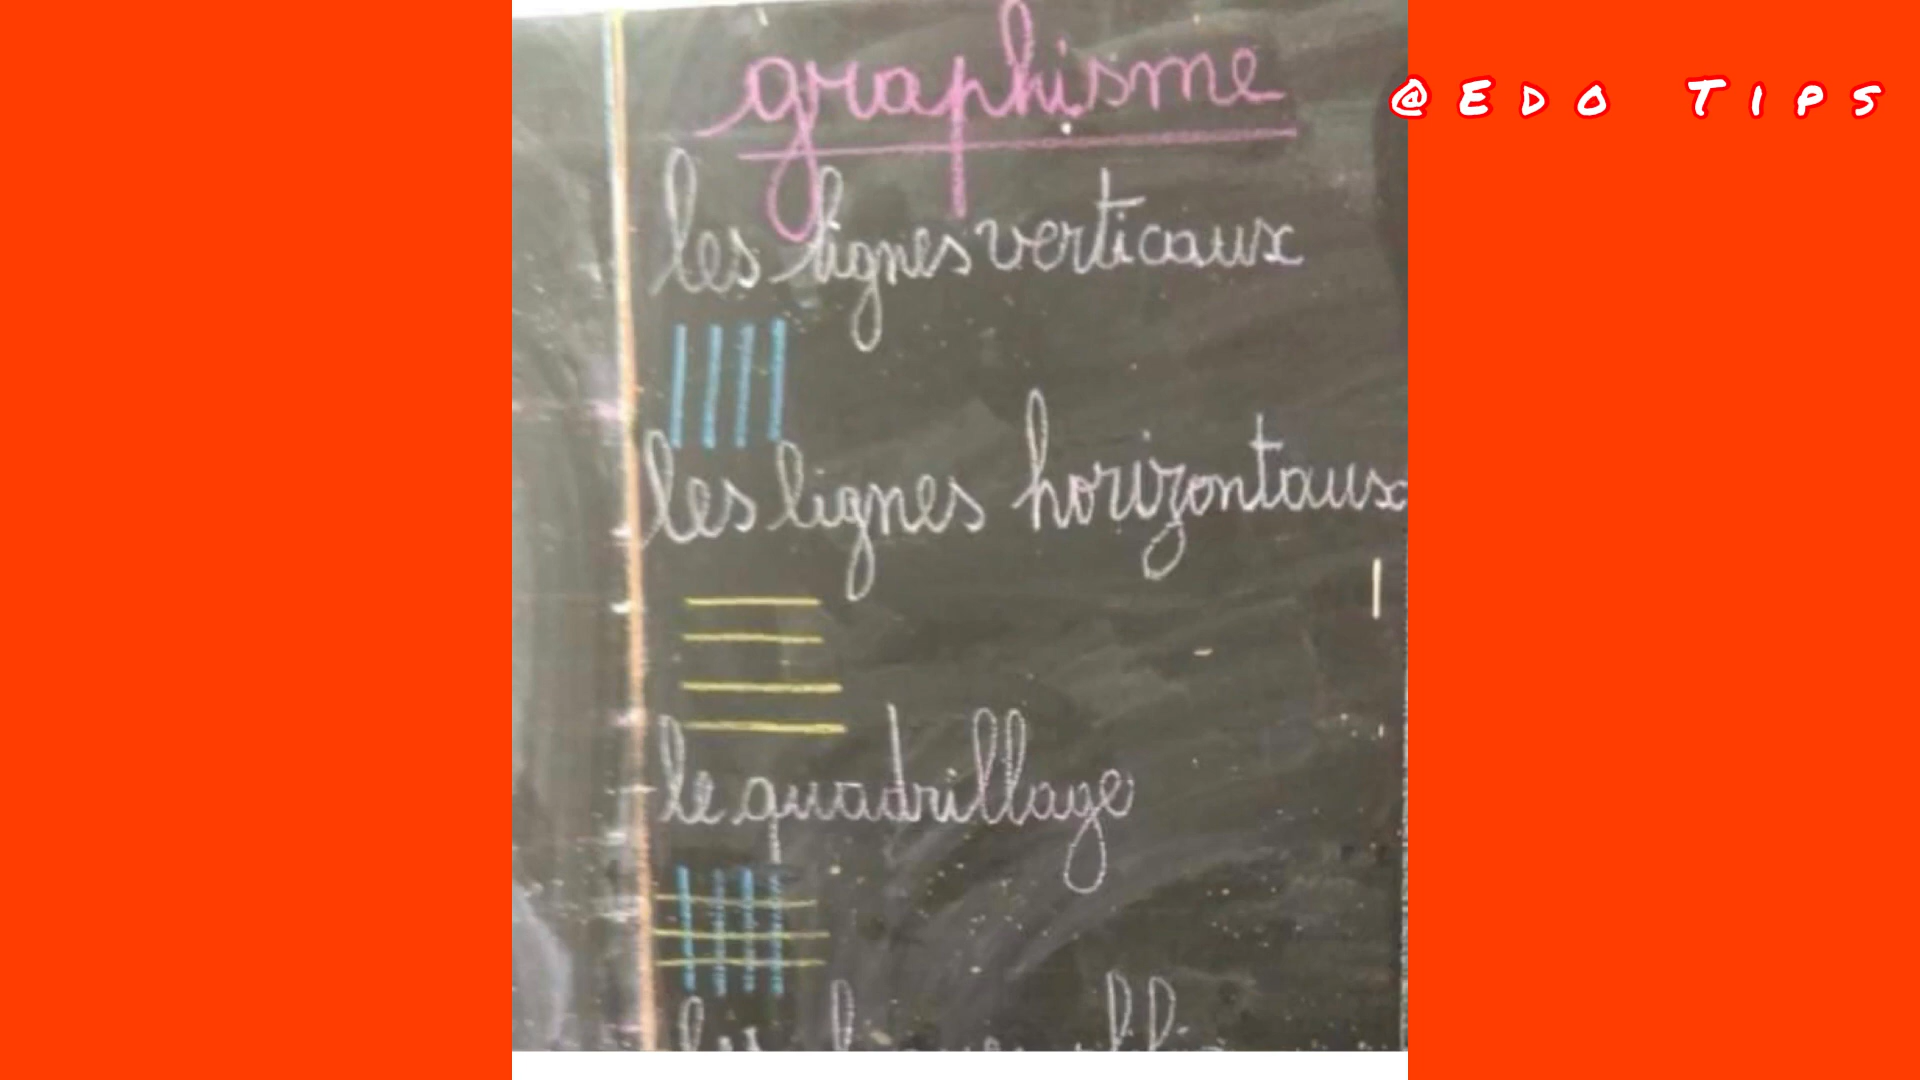 graphisme
@Edo Tips
les lignes verticaux
les lignes horizontaux
le quadrillage